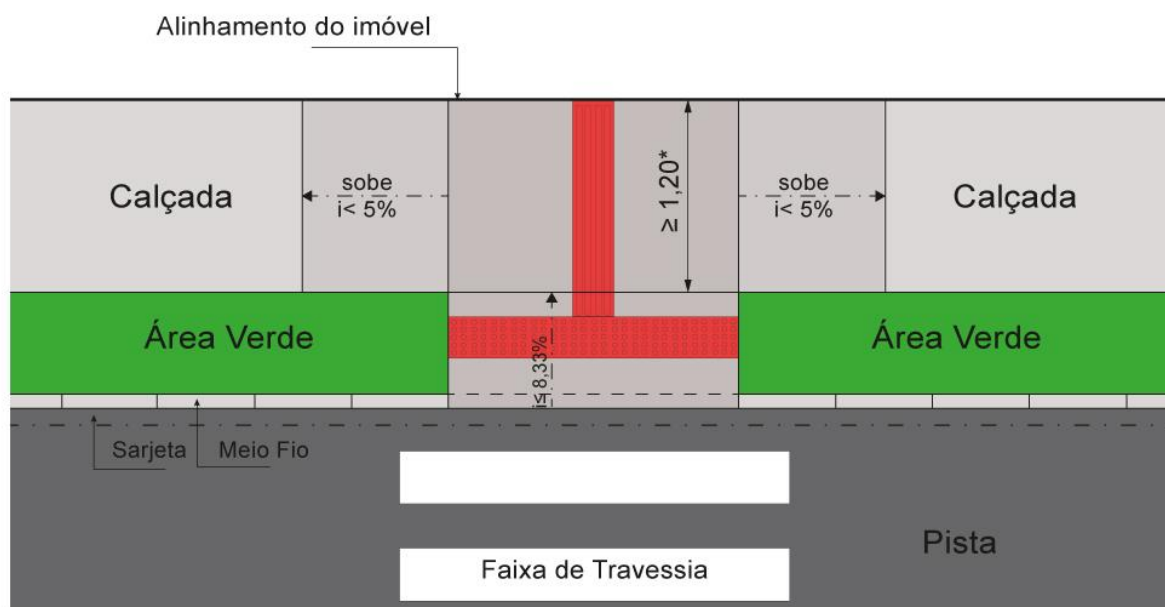 Alinhamento do imóvel
Calçada
sobe
i< 5%
≥ 1,20*
sobe
i< 5%
Calçada
Área Verde
i≤ 8,33%
Área Verde
Sarjeta
Meio Fio
Pista
Faixa de Travessia